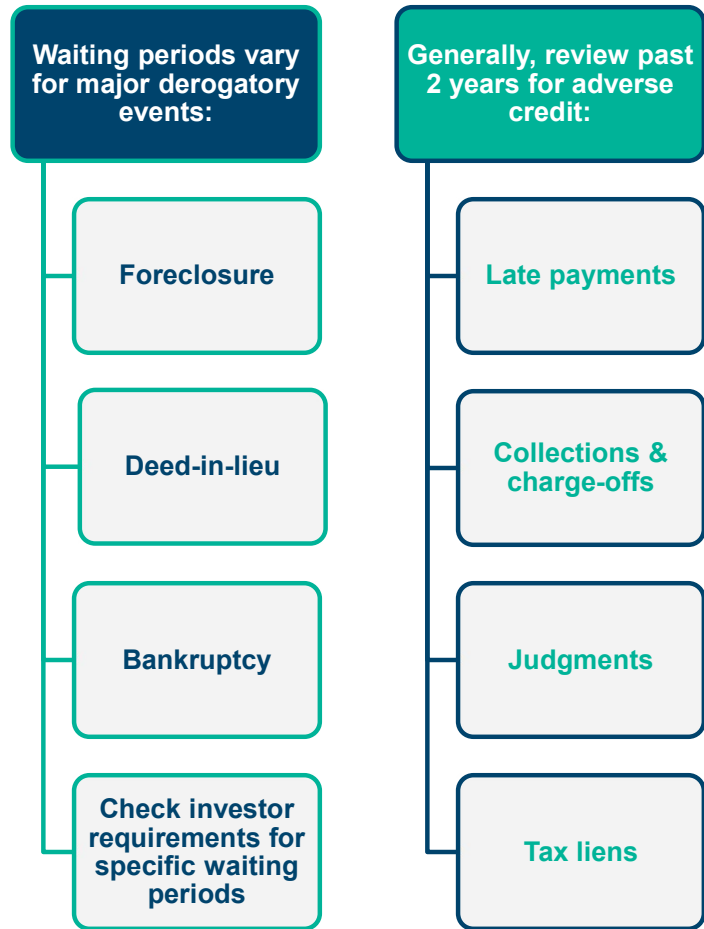 Waiting periods vary
for major derogatory
events:
Foreclosure
Deed-in-lieu
Bankruptcy
Check investor
requirements for
specific waiting
periods
Generally, review past
2 years for adverse
credit:
Late payments
Collections &
charge-offs
Judgments
Tax liens